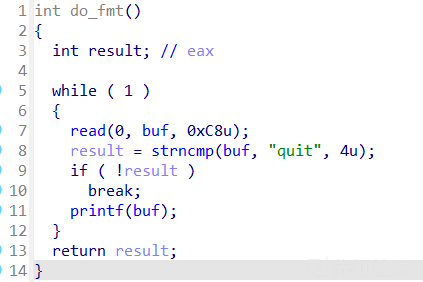 1 int do_fmt()
2 {
3   int result; // eax
4
5   while ( 1 )
6   {
7     read(0, buf, 0xC8u);
8     result = strncmp(buf, "quit", 4u);
9     if ( !result )
10       break;
11     printf(buf);
12   }
13   return result;
14 }